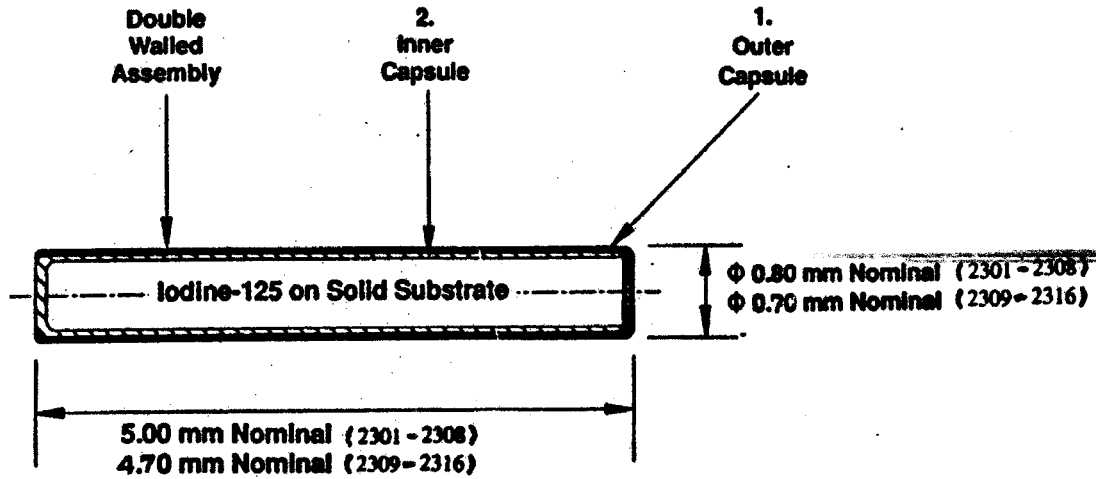 Double
Walled
Assembly
2.
Inner
Capsule
1.
Outer
Capsule
Iodine-125 on Solid Substrate
Φ 0.80 mm Nominal (2301-2308)
Φ 0.70 mm Nominal (2309-2316)
5.00 mm Nominal (2301-2308)
4.70 mm Nominal (2309-2316)